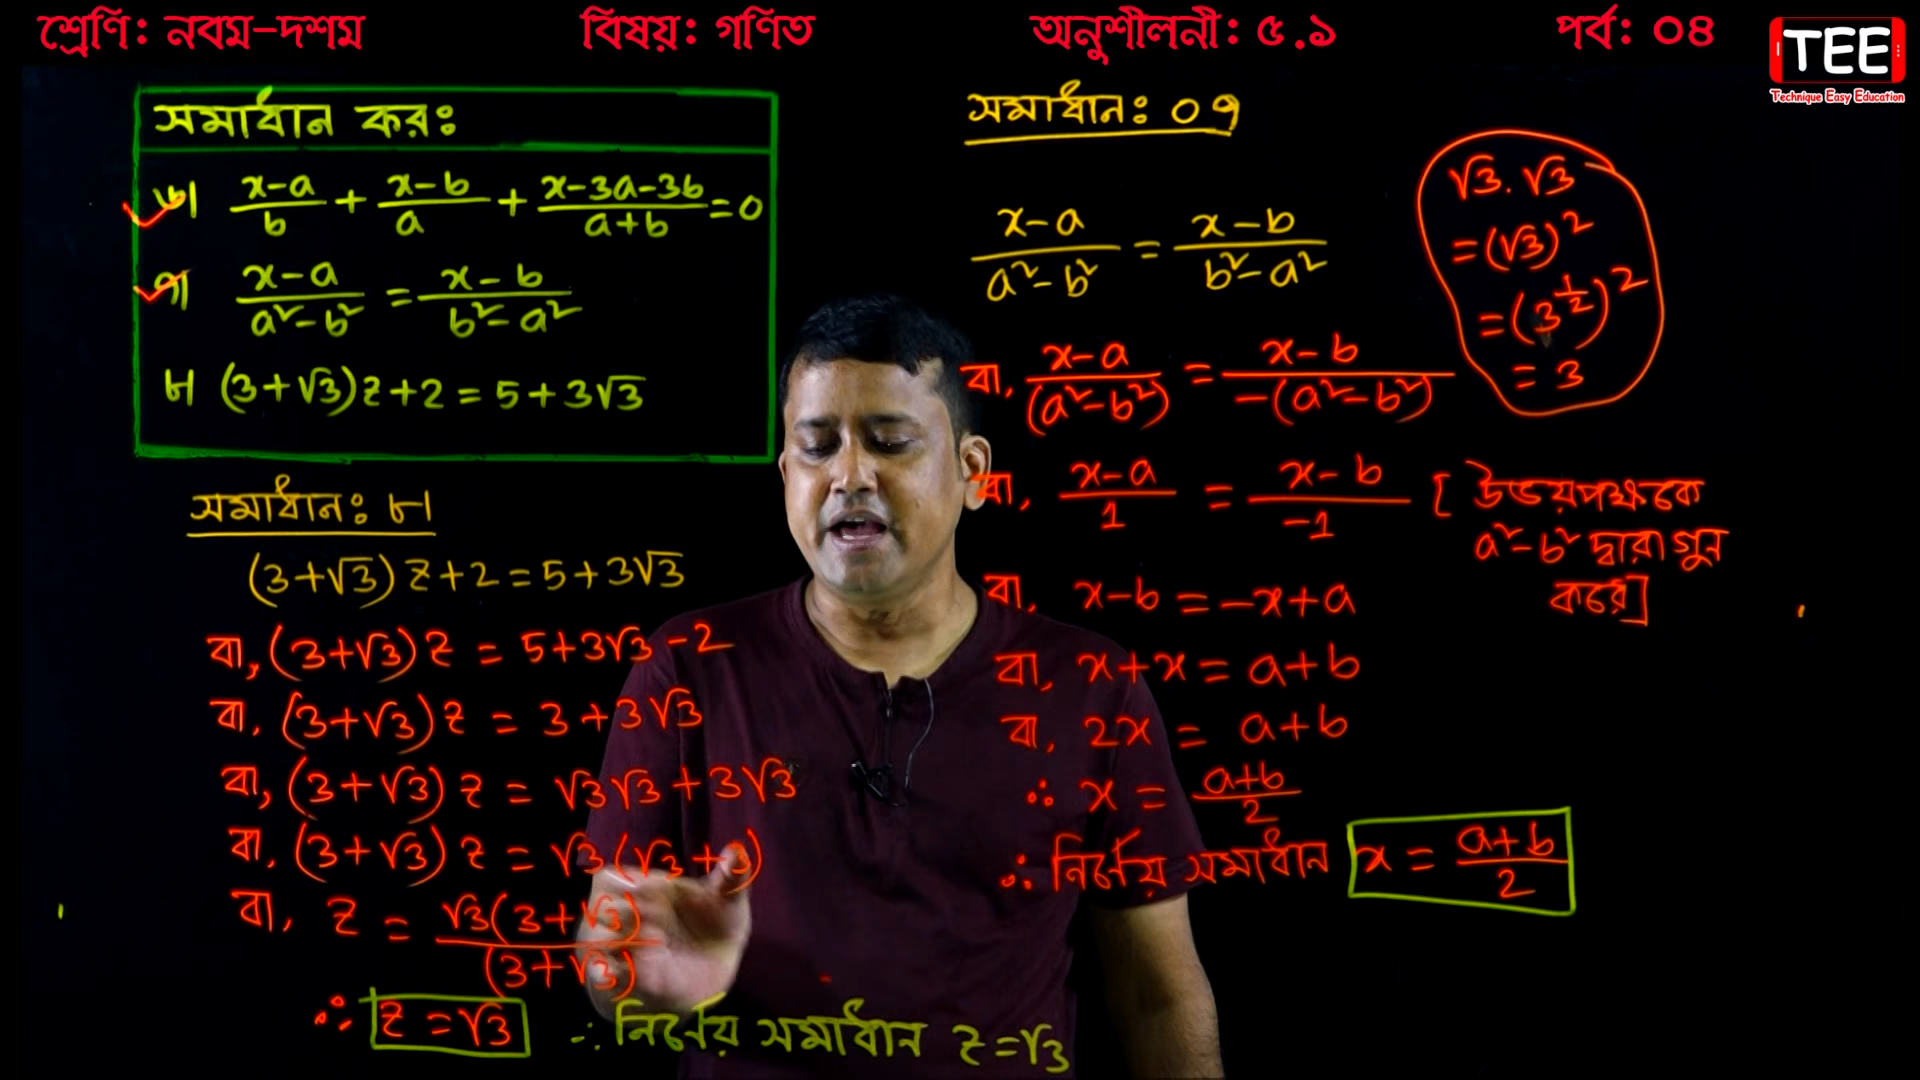 শ্রেণি: নবম-দশম বিষয়: গণিত অনুশীলনী: ৫.১ পর্ব: ০৪
TEE
Technique Easy Education
সমাধান কর:
৬। (x-a)/b + (x-b)/a + (x-3a-3b)/(a+b) = 0
৭। (x-a)/(a²-b²) = (x-b)/(b²-a²)
৮। (3+√3)z+2=5+3√3
সমাধান: ৮।
(3+√3)z+2=5+3√3
বা, (3+√3)z = 5+3√3-2
বা, (3+√3)z = 3+3√3
বা, (3+√3)z = √3√3+3√3
বা, (3+√3)z = √3(√3+3)
বা, z = √3(3+√3)/(3+√3)
∴ z=√3 ∴ নির্ণেয় সমাধান z=√3
সমাধান: ০৭
(x-a)/(a²-b²) = (x-b)/(b²-a²)
বা, (x-a)/(a²-b²) = (x-b)/-(a²-b²)
বা, (x-a)/1 = (x-b)/-1 [উভয়পক্ষকে
a²-b² দ্বারা গুন
করে]
বা, x-b=-x+a
বা, x+x=a+b
বা, 2x = a+b
∴ x = (a+b)/2
∴ নির্ণেয় সমাধান x = (a+b)/2
√3.√3
=(√3)²
=(3^½)²
=3